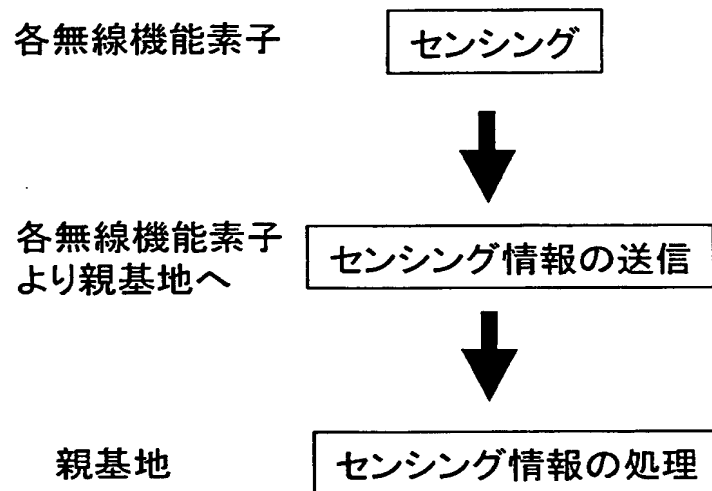 各無線機能素子
センシング
各無線機能素子
より親基地へ
センシング情報の送信
親基地
センシング情報の処理